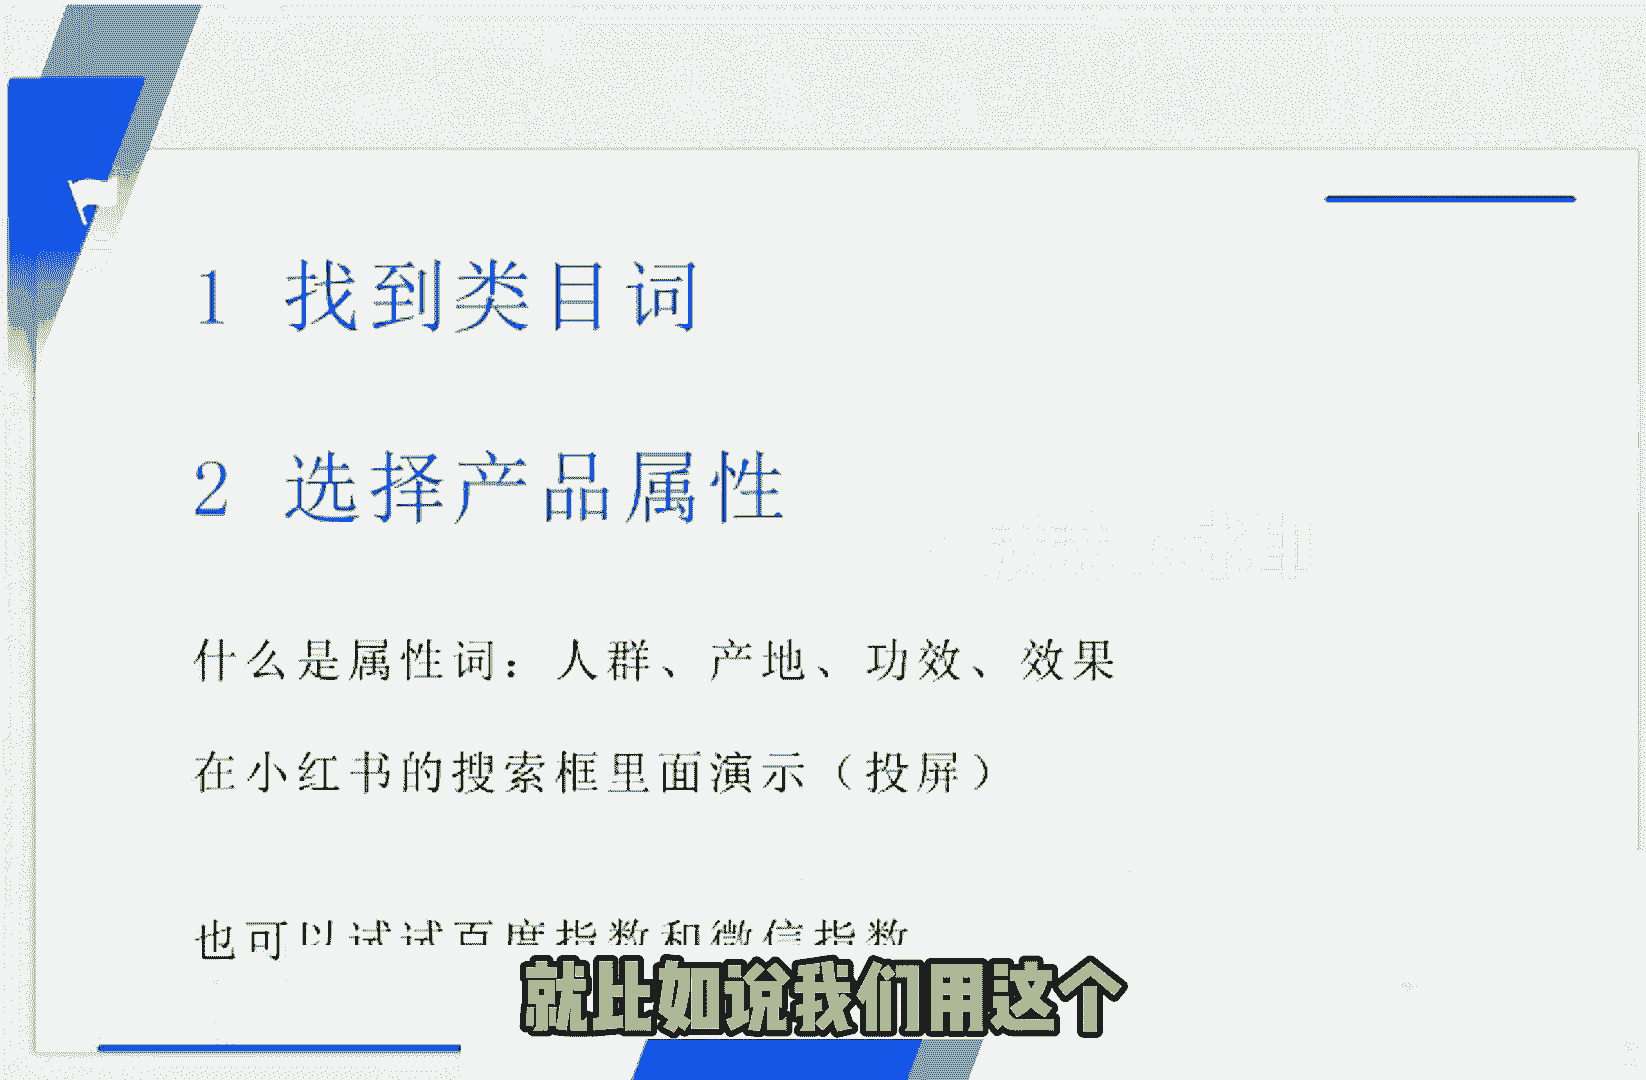 1 找到类目词
2 选择产品属性
什么是属性词：人群、产地、功效、效果
在小红书的搜索框里面演示（投屏）
也可以试试百度指数和微信指数
就比如说我们用这个